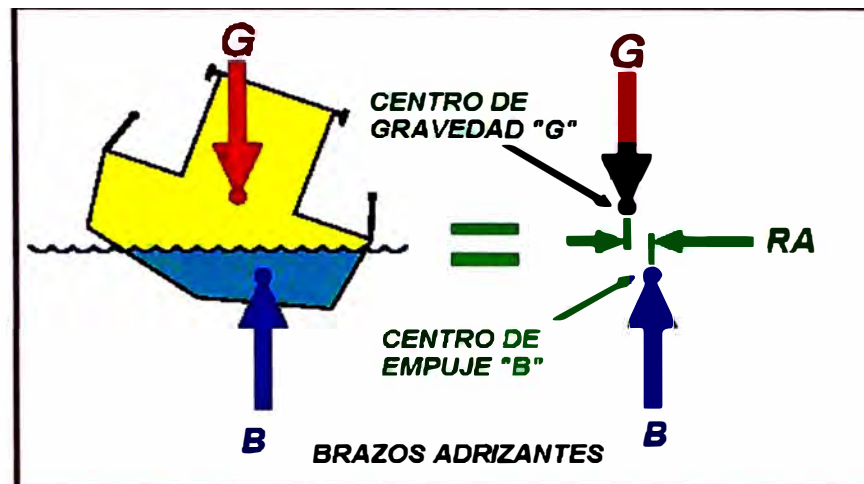 G
G
CENTRO DE
GRAVEDAD "G"
RA
CENTRO DE
EMPUJE "B"
B
B
BRAZOS ADRIZANTES